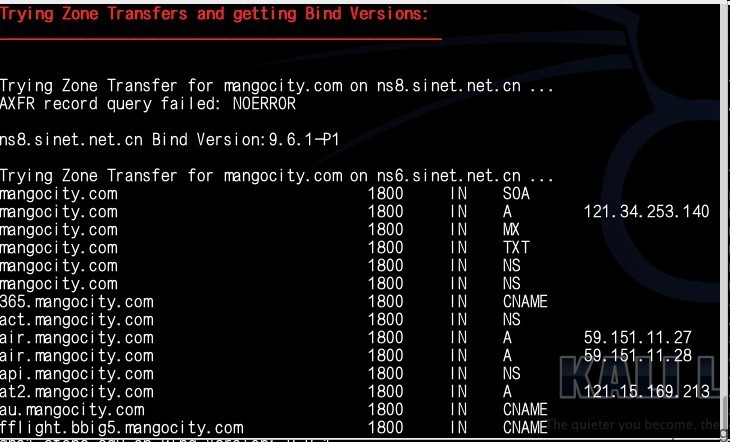 Trying Zone Transfers and getting Bind Versions:
Trying Zone Transfer for mangocity.com on ns8.sinet.net.cn ...
AXFR record query failed: NOERROR
ns8.sinet.net.cn Bind Version:9.6.1-P1
Trying Zone Transfer for mangocity.com on ns6.sinet.net.cn ...
mangocity.com 1800 IN SOA
mangocity.com 1800 IN A 121.34.253.140
mangocity.com 1800 IN MX
mangocity.com 1800 IN TXT
mangocity.com 1800 IN NS
mangocity.com 1800 IN NS
365.mangocity.com 1800 IN CNAME
act.mangocity.com 1800 IN NS
air.mangocity.com 1800 IN A 59.151.11.27
air.mangocity.com 1800 IN A 59.151.11.28
api.mangocity.com 1800 IN NS
at2.mangocity.com 1800 IN A 121.15.169.213
au.mangocity.com 1800 IN CNAME
fflight.bbig5.mangocity.com 1800 IN CNAME
KALI L
The quieter you become, the